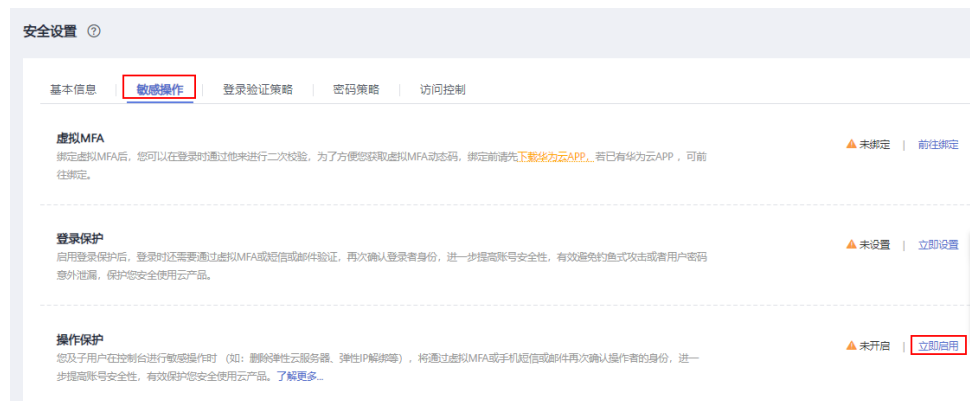 安全设置 ?
基本信息 敏感操作 登录验证策略 密码策略 访问控制
虚拟MFA
绑定虚拟MFA后，您可以在登录时通过他来进行二次校验，为了方便您获取虚拟MFA动态码，绑定前请先下载华为云APP，若已有华为云APP ，可前
往绑定。
未绑定 | 前往绑定
登录保护
启用登录保护后，登录时还需要通过虚拟MFA或短信或邮件验证，再次确认登录者身份，进一步提高账号安全性，有效避免钓鱼式攻击或者用户密码
意外泄漏，保护您安全使用云产品。
未设置 | 立即设置
操作保护
您及子用户在控制台进行敏感操作时 （如：删除弹性云服务器、弹性IP解绑等），将通过虚拟MFA或手机短信或邮件再次确认操作者的身份，进一
步提高账号安全性，有效保护您安全使用云产品。了解更多...
未开启 | 立即启用